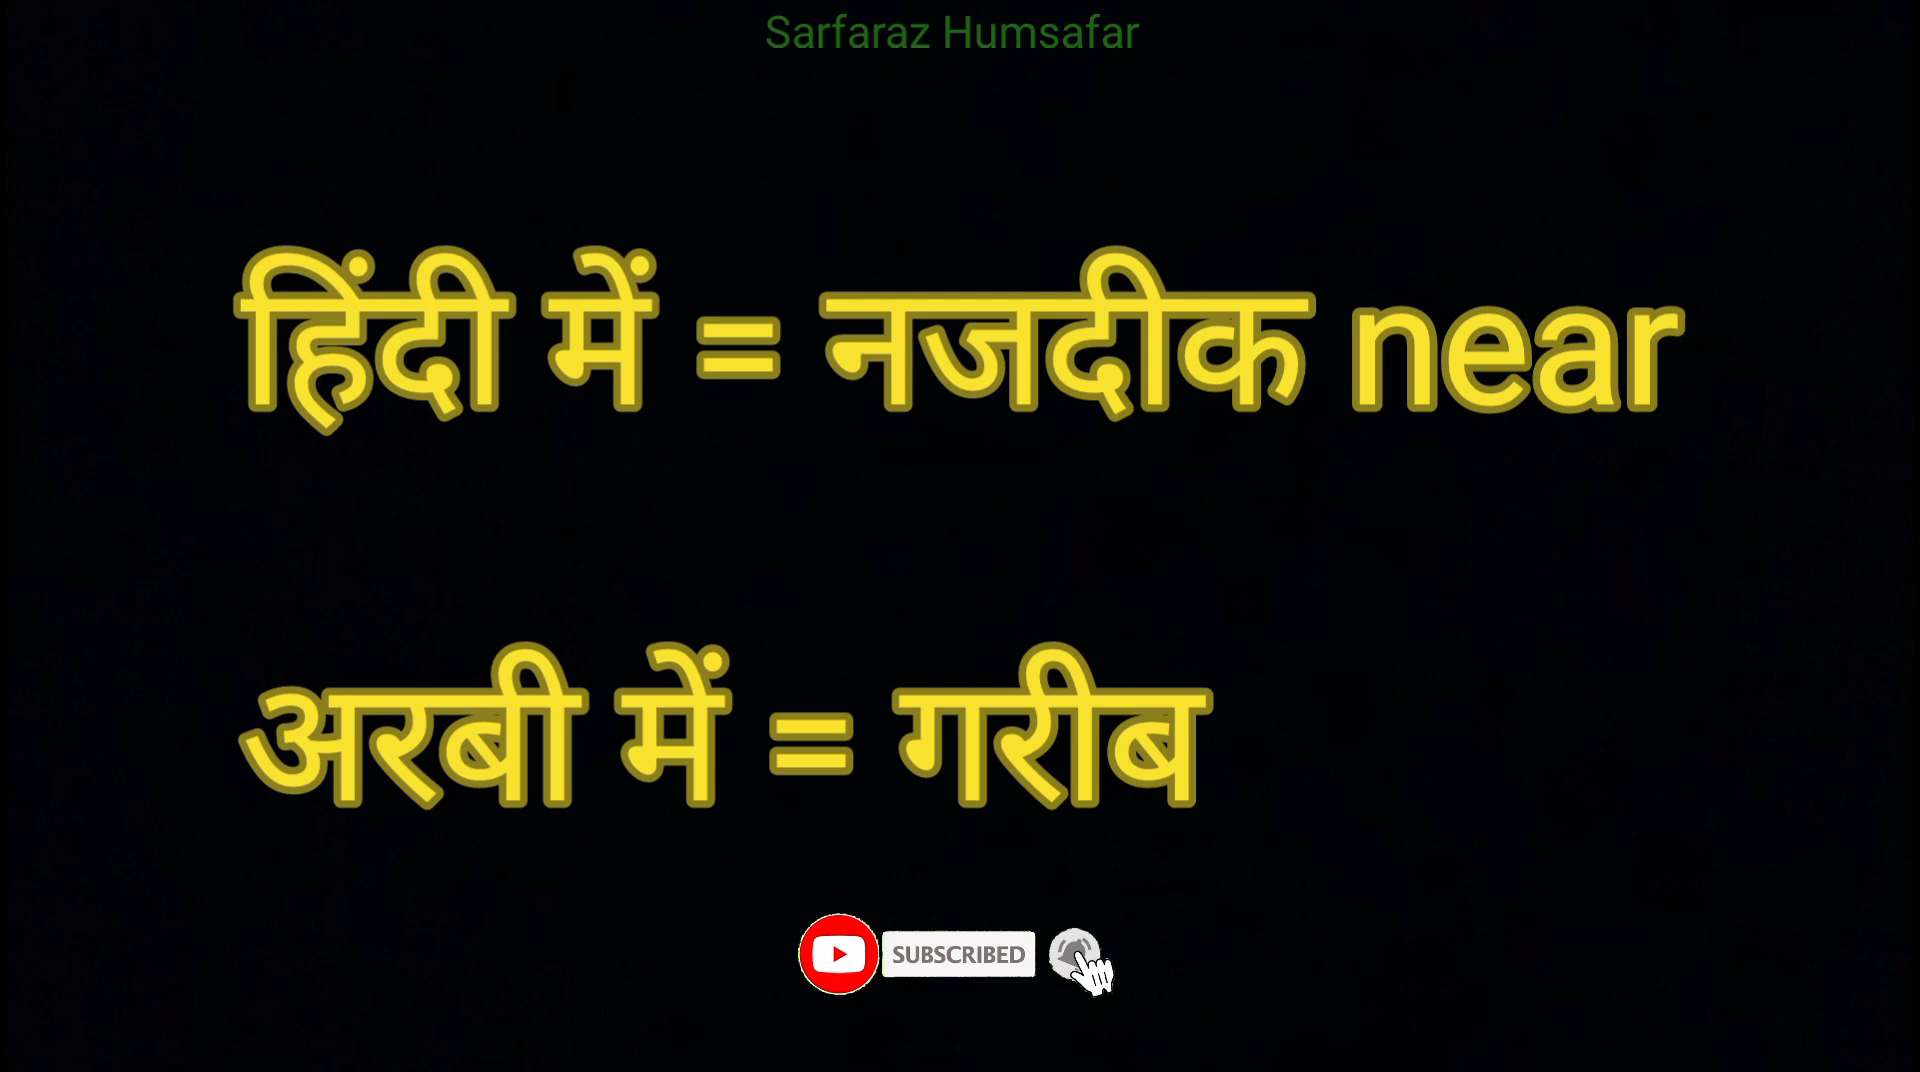 Sarfaraz Humsafar
हिंदी में = नजदीक near
अरबी में = गरीब
SUBSCRIBED